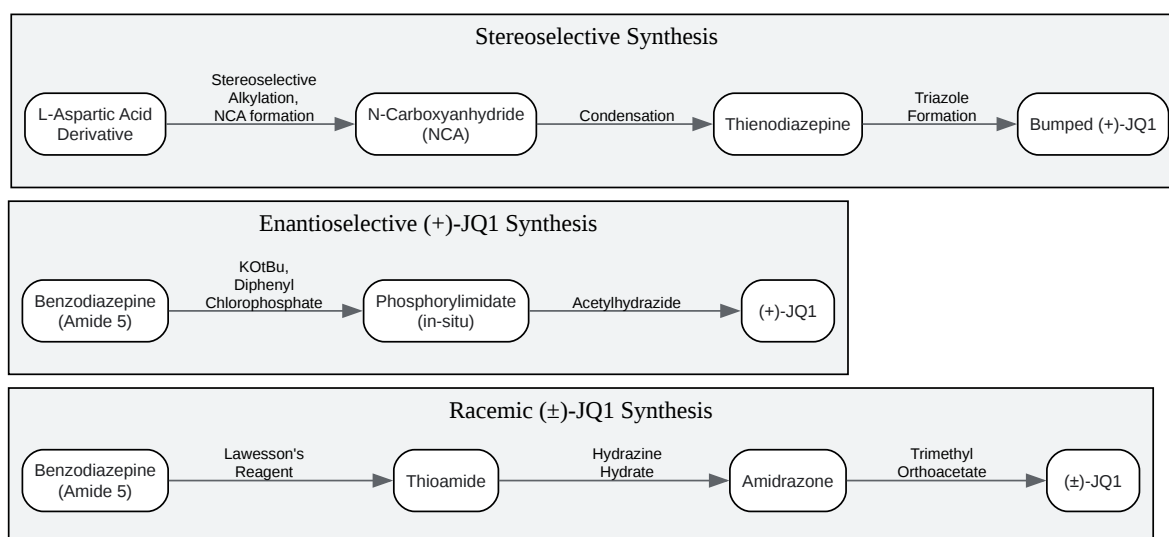 Stereoselective Synthesis
Stereoselective
Alkylation,
NCA formation
Triazole
Formation
L-Aspartic Acid
Derivative
N-Carboxyanhydride
(NCA)
Condensation
Thienodiazepine
Bumped (+)-JQ1
Enantioselective (+)-JQ1 Synthesis
KOtBu,
Diphenyl
Chlorophosphate
Benzodiazepine
(Amide 5)
Phosphorylimidate
(in-situ)
Acetylhydrazide
(+)-JQ1
Racemic (±)-JQ1 Synthesis
Lawesson's
Reagent
Hydrazine
Hydrate
Trimethyl
Orthoacetate
Benzodiazepine
(Amide 5)
Thioamide
Amidrazone
(±)-JQ1